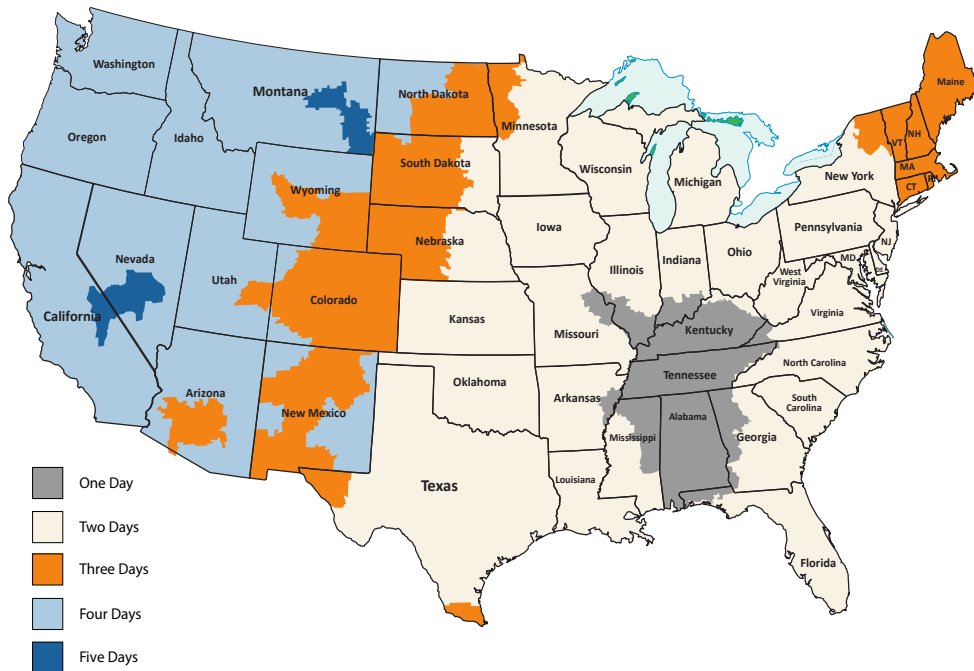 Washington
Montana
North Dakota
Minnesota
Maine
Oregon
Idaho
VT
NH
South Dakota
Wisconsin
Michigan
MA
New York
CT
RI
Wyoming
Nebraska
Iowa
Pennsylvania
NJ
Nevada
Utah
Colorado
Illinois
Indiana
Ohio
West
Virginia
MD
DE
California
Kansas
Missouri
Kentucky
Virginia
Oklahoma
Tennessee
North Carolina
Arizona
New Mexico
Arkansas
South
Carolina
Mississippi
Alabama
Georgia
Texas
Louisiana
Florida
One Day
Two Days
Three Days
Four Days
Five Days